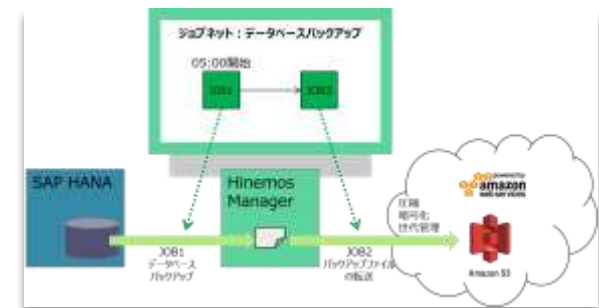 ジョブネット：データベースバックアップ
05:00開始
JOB1
JOB2
SAP HANA
Hinemos
Manager
powered by
amazon
web services
圧縮
暗号化
世代管理
JOB1
データベース
バックアップ
JOB2
バックアップファイル
の転送
Amazon S3